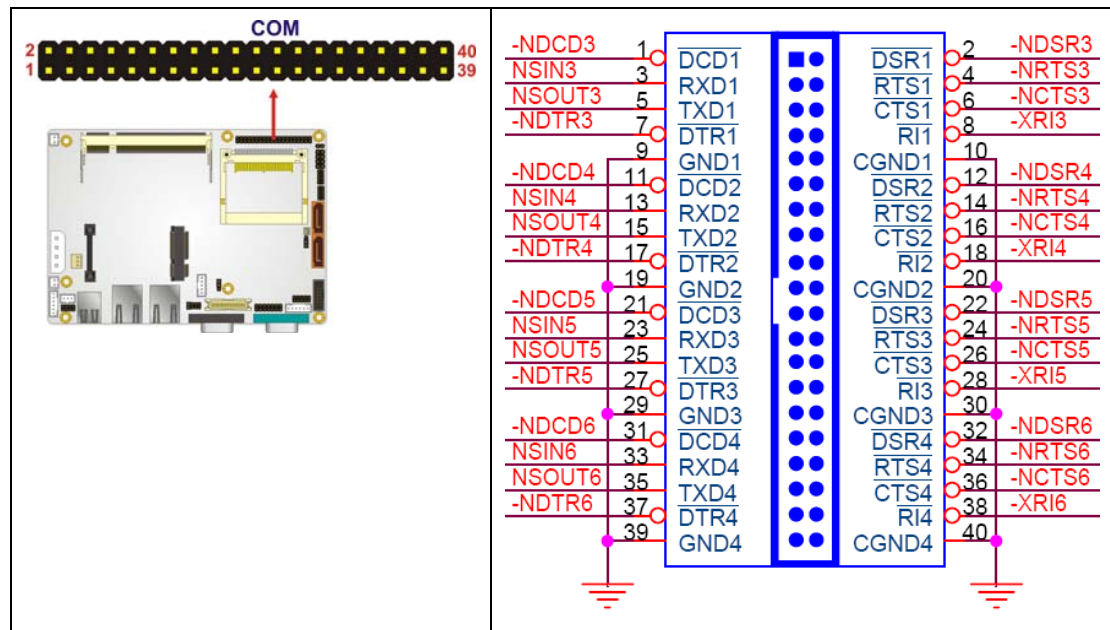 COM
2 40
1 39
-NDCD3 1 DCD1 DSR1 2 -NDSR3
NSIN3 3 RXD1 RTS1 4 -NRTS3
NSOUT3 5 TXD1 CTS1 6 -NCTS3
-NDTR3 7 DTR1 RI1 8 -XRI3
9 GND1 CGND1 10
-NDCD4 11 DCD2 DSR2 12 -NDSR4
NSIN4 13 RXD2 RTS2 14 -NRTS4
NSOUT4 15 TXD2 CTS2 16 -NCTS4
-NDTR4 17 DTR2 RI2 18 -XRI4
19 GND2 CGND2 20
-NDCD5 21 DCD3 DSR3 22 -NDSR5
NSIN5 23 RXD3 RTS3 24 -NRTS5
NSOUT5 25 TXD3 CTS3 26 -NCTS5
-NDTR5 27 DTR3 RI3 28 -XRI5
29 GND3 CGND3 30
-NDCD6 31 DCD4 DSR4 32 -NDSR6
NSIN6 33 RXD4 RTS4 34 -NRTS6
NSOUT6 35 TXD4 CTS4 36 -NCTS6
-NDTR6 37 DTR4 RI4 38 -XRI6
39 GND4 CGND4 40